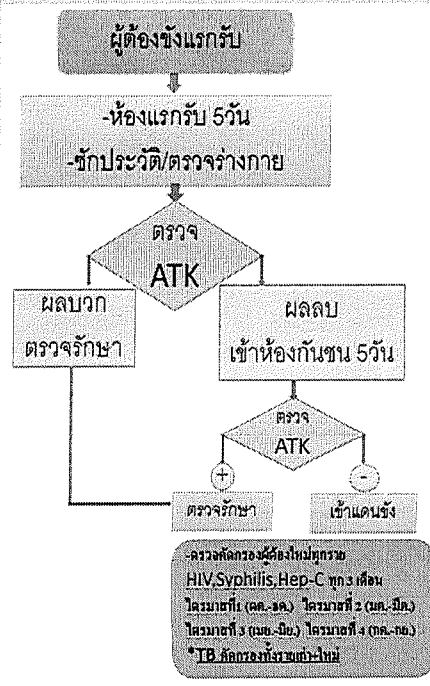 ผู้ต้องขังแรกรับ
-ห้องแรกรับ 5วัน
-ซักประวัติ/ตรวจร่างกาย
ตรวจ
ATK
ผลบวก
ตรวจรักษา
ผลลบ
เข้าห้องกันชน 5วัน
ตรวจ
ATK
+
-
ตรวจรักษา
เข้าแดนขัง
-ตรวจคัดกรองผู้ต้องใหม่ทุกราย
HIV,Syphilis,Hep-C ทุก 3 เดือน
ไตรมาสที่1 (ตค.-ธค.) ไตรมาสที่ 2 (มค.-มีค.)
ไตรมาสที่ 3 (เมย.-มิย.) ไตรมาสที่ 4 (กค.-กย.)
*TB คัดกรองทั้งรายเก่า-ใหม่